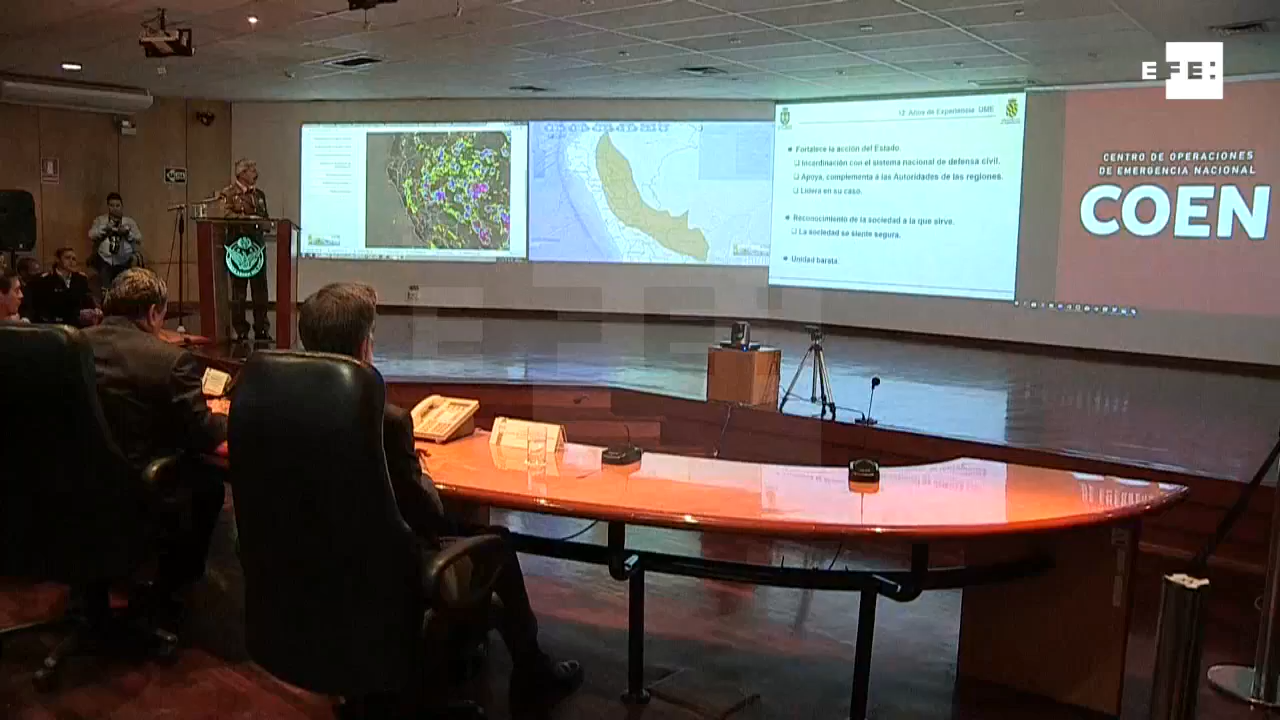 EFE:
12 Años de Experiencia UME
Fortalece la acción del Estado.
Incardinación con el sistema nacional de defensa civil.
Apoya, complementa á las Autoridades de las regiones.
Lidera en su caso.
Reconocimiento de la sociedad a la que sirve.
La sociedad se siente segura.
Unidad barata.
CENTRO DE OPERACIONES
DE EMERGENCIA NACIONAL
COEN